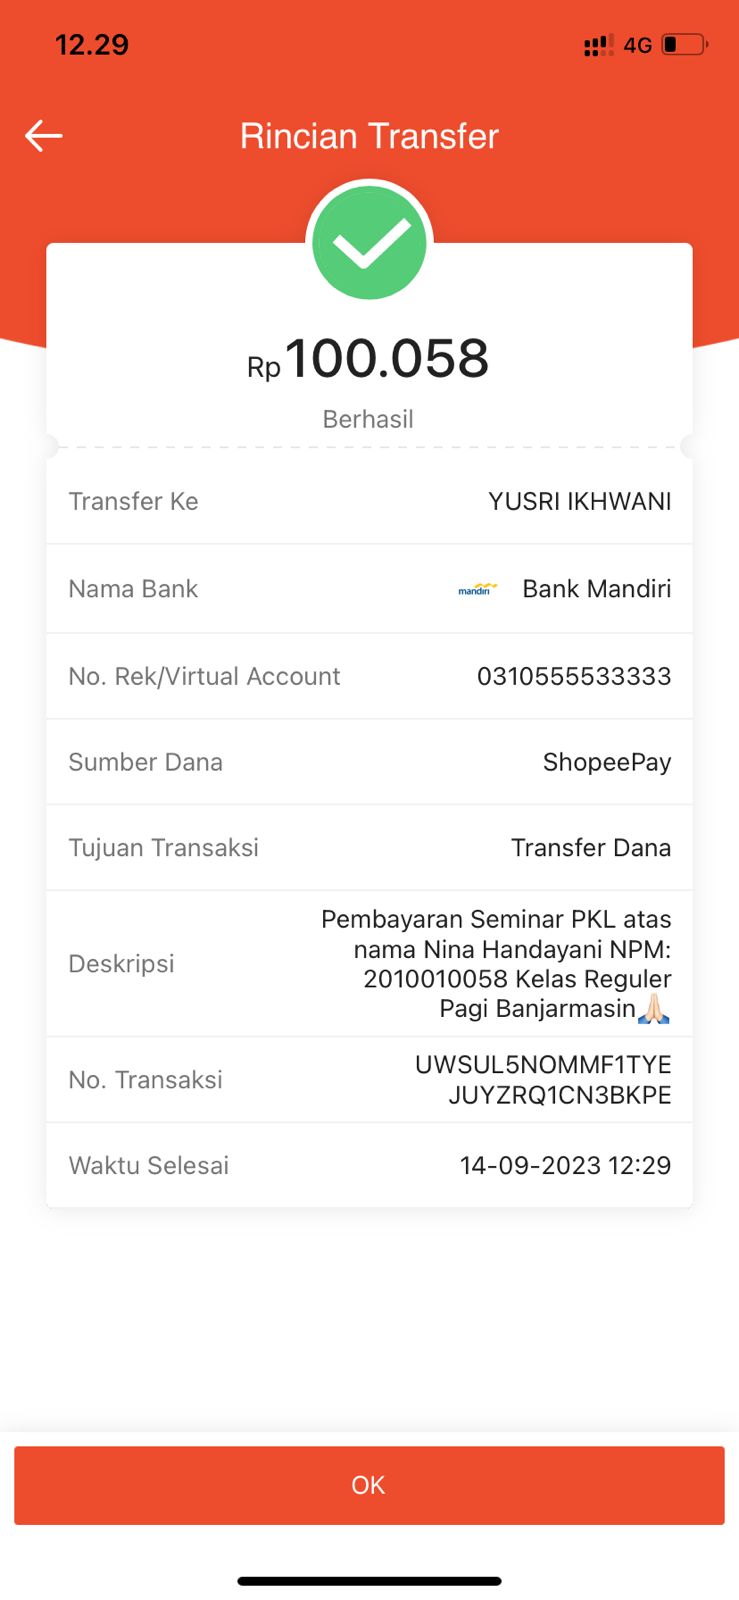 12.29
4G
Rincian Transfer
Rp100.058
Berhasil
Transfer Ke YUSRI IKHWANI
Nama Bank mandiri Bank Mandiri
No. Rek/Virtual Account 0310555533333
Sumber Dana ShopeePay
Tujuan Transaksi Transfer Dana
Deskripsi Pembayaran Seminar PKL atas
nama Nina Handayani NPM:
2010010058 Kelas Reguler
Pagi Banjarmasin🙏🏻
No. Transaksi UWSUL5NOMMF1TYE
JUYZRQ1CN3BKPE
Waktu Selesai 14-09-2023 12:29
OK